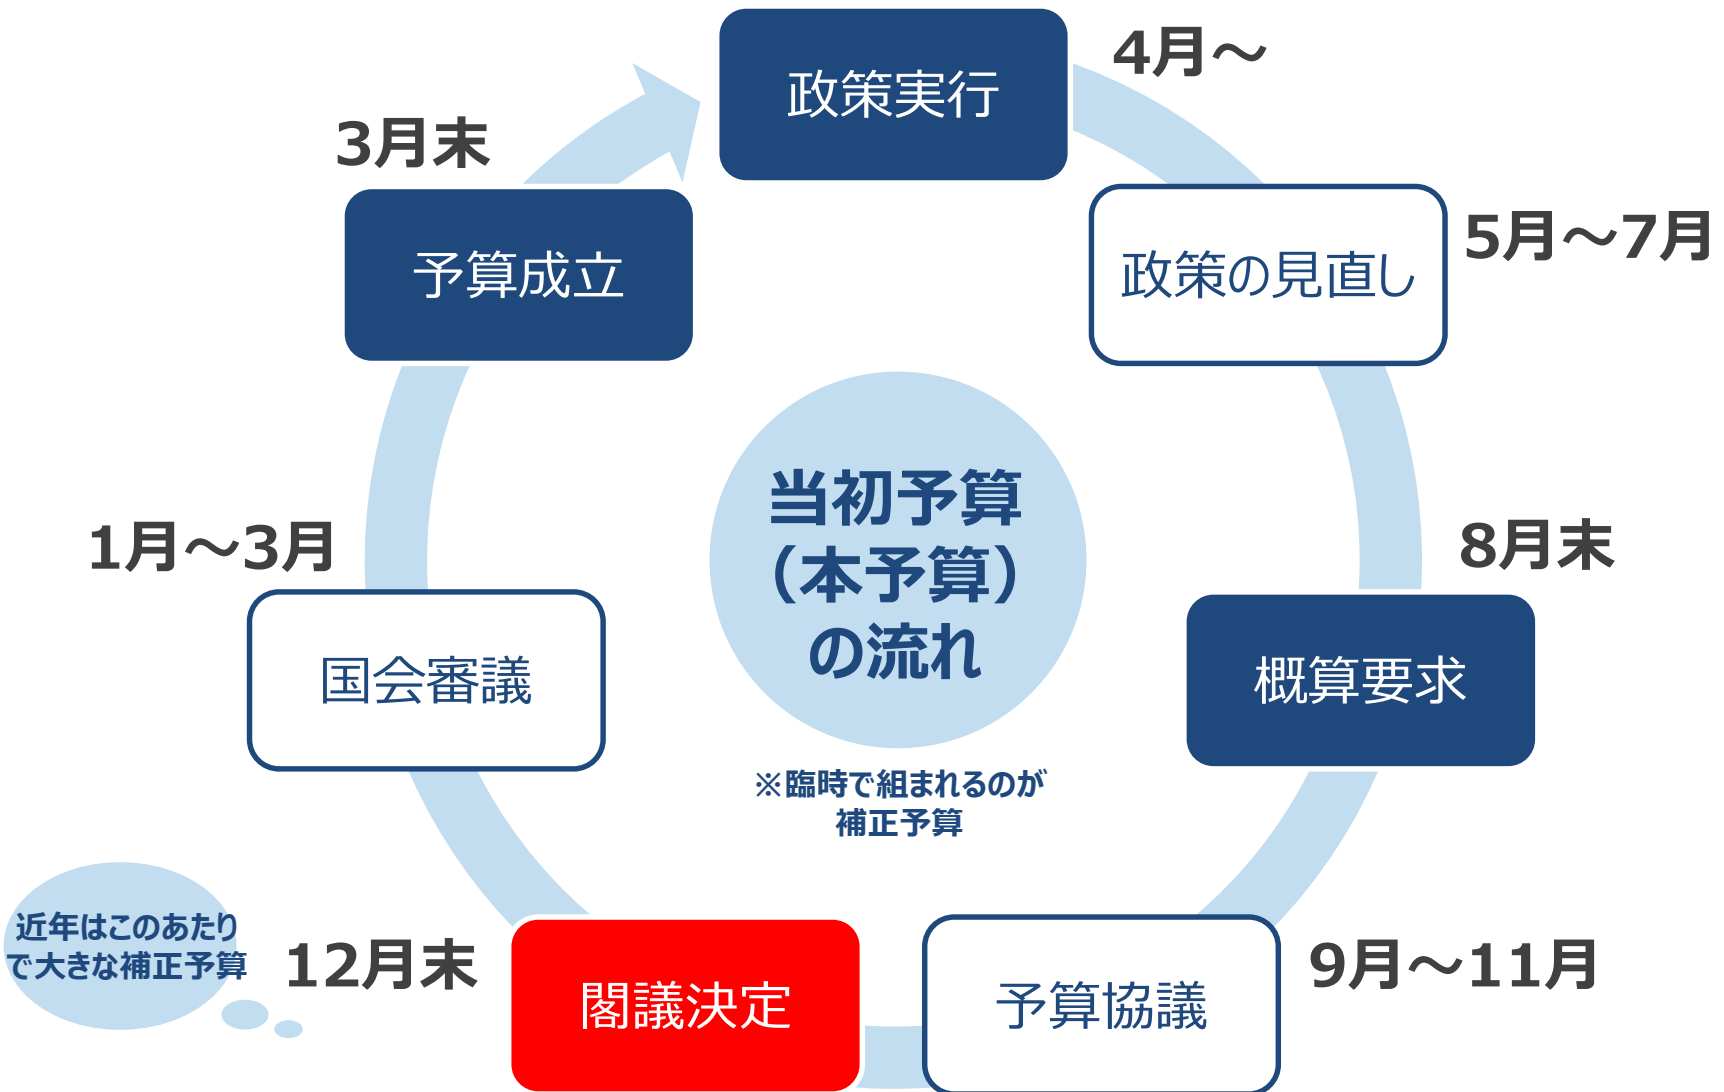 政策実行
4月～
政策の見直し
5月～7月
概算要求
8月末
予算協議
9月～11月
閣議決定
12月末
近年はこのあたり
で大きな補正予算
国会審議
1月～3月
予算成立
3月末
当初予算
（本予算）
の流れ
※臨時で組まれるのが
補正予算